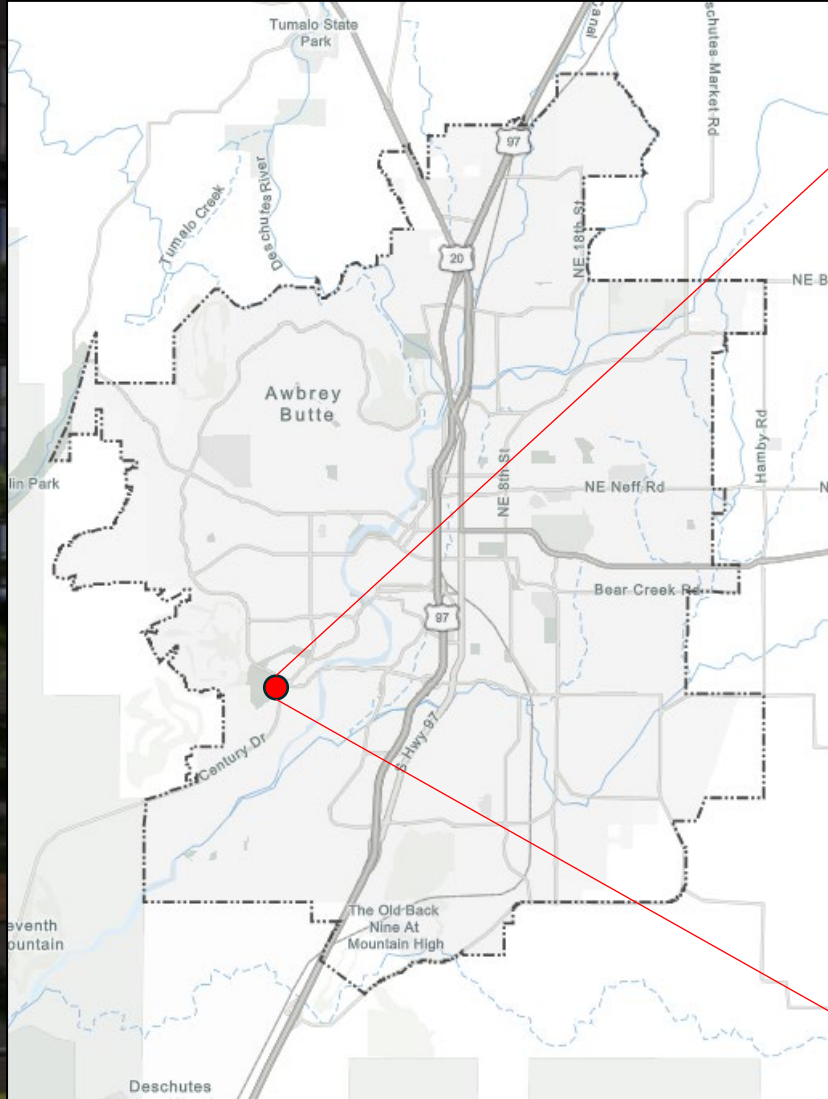 Tumalo State
Park
Canal
schutes-Market Rd
97
Tumalo Creek
Deschutes River
NE 18th St
20
NE B
Awbrey
Butte
Hamby Rd
lin Park
NE 8th St
NE Neff Rd
N
Bear Creek Rd
97
Century Dr
S Hwy 97
The Old Back
Nine At
Mountain High
eventh
ountain
Deschutes